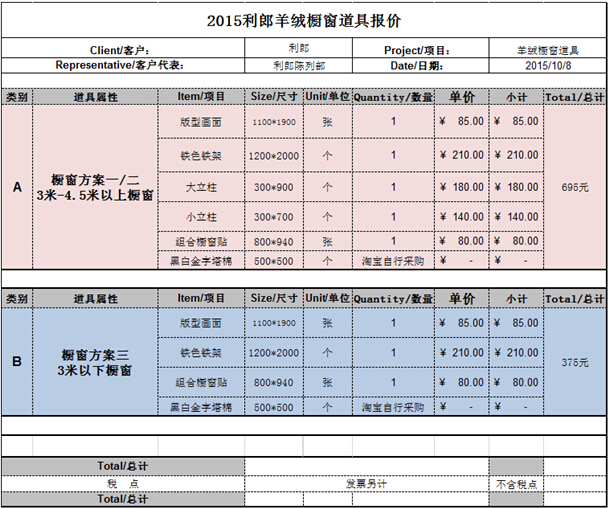 2015利郎羊绒橱窗道具报价
Client/客户: 利郎 Project/项目: 羊绒橱窗道具
Representative/客户代表: 利郎陈列部 Date/日期: 2015/10/8
类别 道具属性 Item/项目 Size/尺寸 Unit/单位 Quantity/数量 单价 小计 Total/总计
A
橱窗方案一/二
3米-4.5米以上橱窗
版型画面 1100*1900 张 1 ¥ 85.00 ¥ 85.00
铁色铁架 1200*2000 个 1 ¥ 210.00 ¥ 210.00
大立柱 300*900 个 1 ¥ 180.00 ¥ 180.00
小立柱 300*700 个 1 ¥ 140.00 ¥ 140.00
组合橱窗贴 800*940 张 1 ¥ 80.00 ¥ 80.00
黑白金字塔棉 500*500 个 淘宝自行采购 ¥ - ¥ -
695元
类别 道具属性 Item/项目 Size/尺寸 Unit/单位 Quantity/数量 单价 小计 Total/总计
B
橱窗方案三
3米以下橱窗
版型画面 1100*1900 张 1 ¥ 85.00 ¥ 85.00
铁色铁架 1200*2000 个 1 ¥ 210.00 ¥ 210.00
组合橱窗贴 800*940 张 1 ¥ 80.00 ¥ 80.00
黑白金字塔棉 500*500 个 淘宝自行采购 ¥ - ¥ -
375元
Total/总计
税 点 发票另计 不含税点
Total/总计